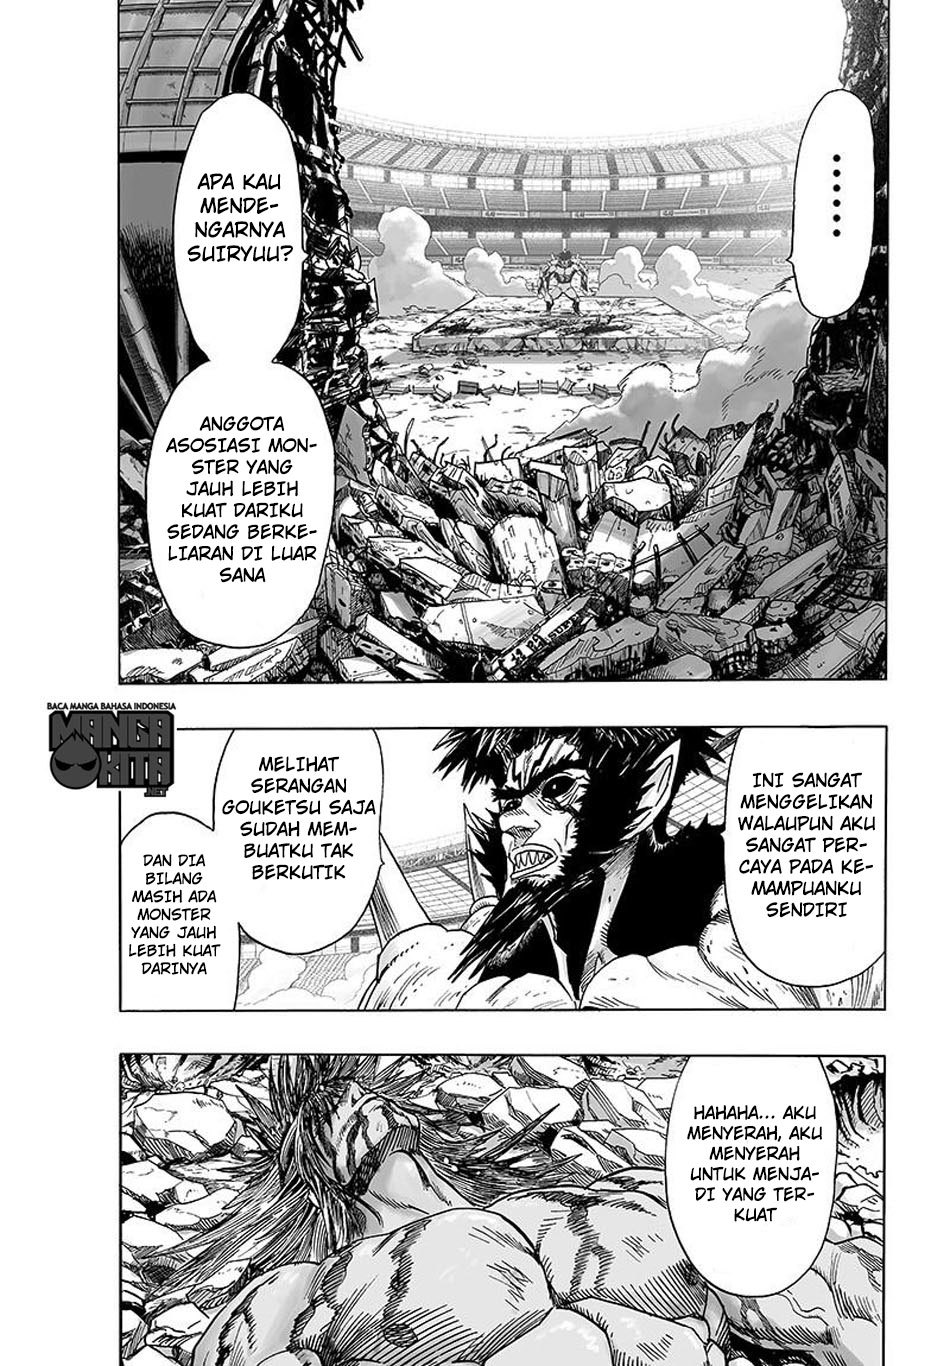 ......
APA KAU
MENDE-
NGARNYA
SUIRYUU?
ANGGOTA
ASOSIASI MON-
STER YANG
JAUH LEBIH
KUAT DARIKU
SEDANG BERKE-
LIARAN DI LUAR
SANA
BACA MANGA BAHASA INDONESIA
MANGA
KITA
.NET
INI SANGAT
MENGGELIKAN
WALAUPUN AKU
SANGAT PER-
CAYA PADA KE-
MAMPUANKU
SENDIRI
MELIHAT
SERANGAN
GOUKETSU SAJA
SUDAH MEM-
BUATKU TAK
BERKUTIK
DAN DIA
BILANG
MASIH ADA
MONSTER
YANG JAUH
LEBIH KUAT
DARINYA
HAHAHA... AKU
MENYERAH, AKU
MENYERAH
UNTUK MENJA-
DI YANG TER-
KUAT